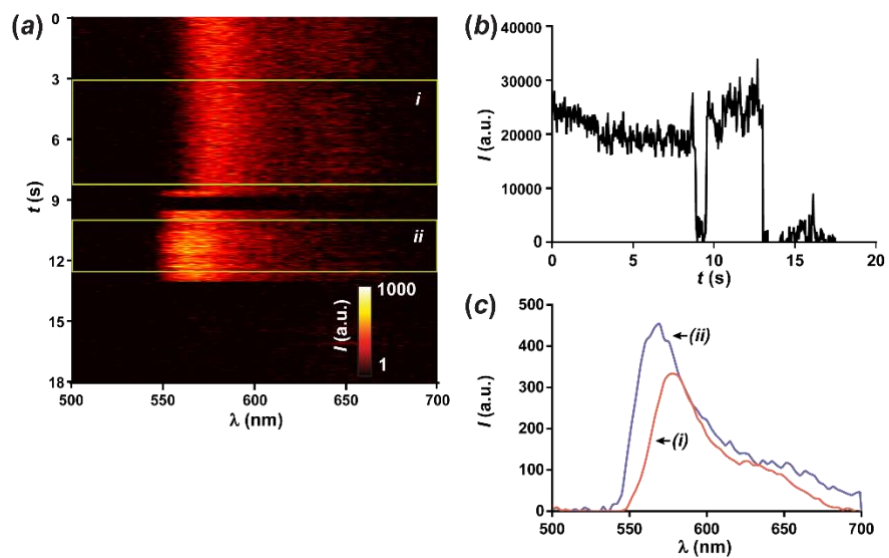 (a)
0
3
6
9
12
15
18
t (s)
i
ii
1000
1
I (a.u.)
500 550 600 650 700
λ (nm)
(b)
40000
30000
20000
10000
0
I (a.u.)
0 5 10 15 20
t (s)
(c)
500
400
300
200
100
0
I (a.u.)
(ii)
(i)
500 550 600 650 700
λ (nm)